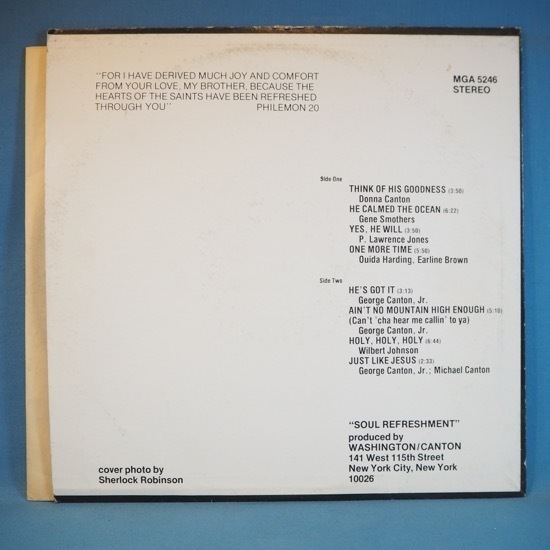 "FOR I HAVE DERIVED MUCH JOY AND COMFORT
FROM YOUR LOVE, MY BROTHER, BECAUSE THE
HEARTS OF THE SAINTS HAVE BEEN REFRESHED
THROUGH YOU" PHILEMON 20
MGA 5246
STEREO
Side One
THINK OF HIS GOODNESS (3:50)
Donna Canton
HE CALMED THE OCEAN (6:22)
Gene Smothers
YES, HE WILL (3:50)
P. Lawrence Jones
ONE MORE TIME (5:50)
Ouida Harding, Earline Brown
Side Two
HE'S GOT IT (3:13)
George Canton, Jr.
AIN'T NO MOUNTAIN HIGH ENOUGH (5:10)
(Can't 'cha hear me callin' to ya)
George Canton, Jr.
HOLY, HOLY, HOLY (6:44)
Wilbert Johnson
JUST LIKE JESUS (2:33)
George Canton, Jr.; Michael Canton
"SOUL REFRESHMENT"
produced by
WASHINGTON/CANTON
141 West 115th Street
New York City, New York
10026
cover photo by
Sherlock Robinson